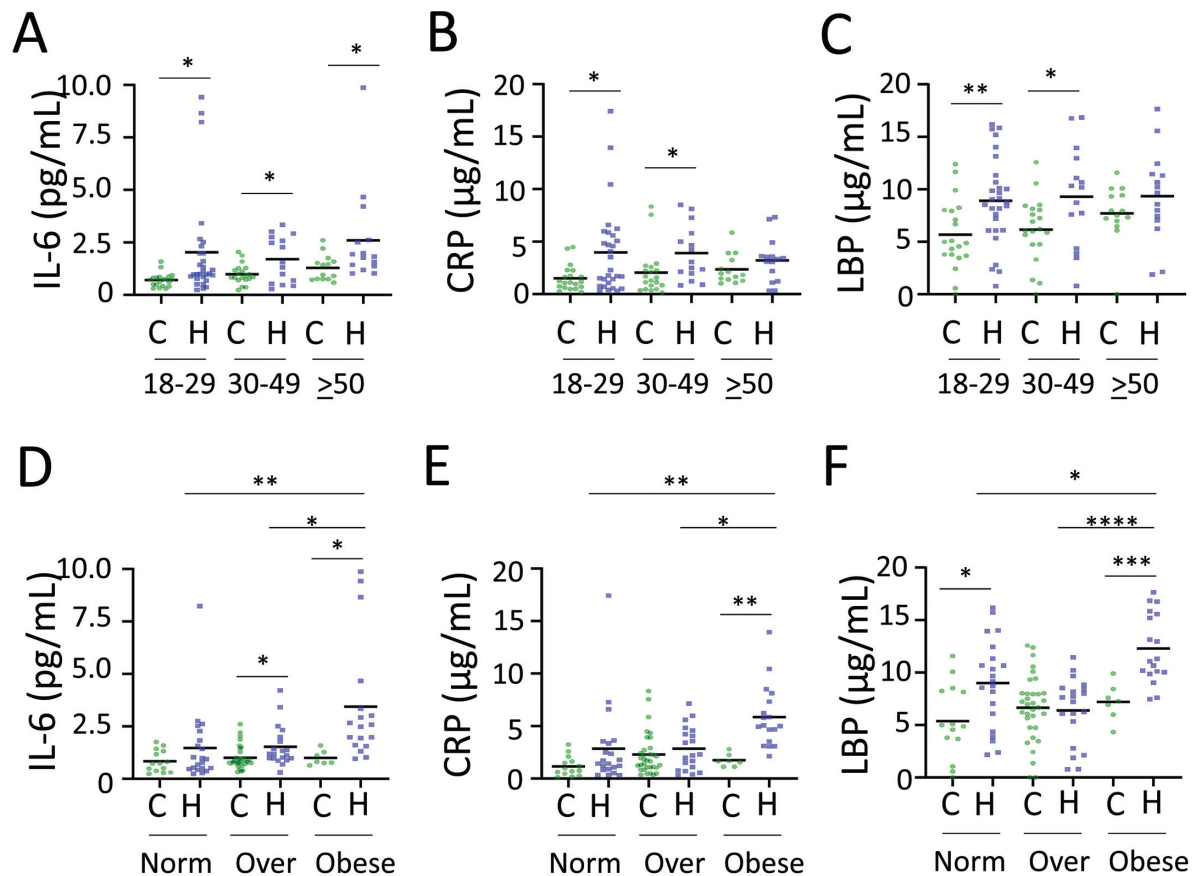 A
B
C
IL-6 (pg/mL)
10.0
7.5
5.0
2.5
0
*
*
*
C H C H C H
18-29 30-49 ≥50
CRP (µg/mL)
20
15
10
5
0
*
*
C H C H C H
18-29 30-49 ≥50
LBP (µg/mL)
20
15
10
5
0
**
*
C H C H C H
18-29 30-49 ≥50
D
E
F
IL-6 (pg/mL)
10.0
7.5
5.0
2.5
0
**
*
*
*
C H C H C H
Norm Over Obese
CRP (µg/mL)
20
15
10
5
0
**
*
**
C H C H C H
Norm Over Obese
LBP (µg/mL)
20
15
10
5
0
*
****
***
*
C H C H C H
Norm Over Obese